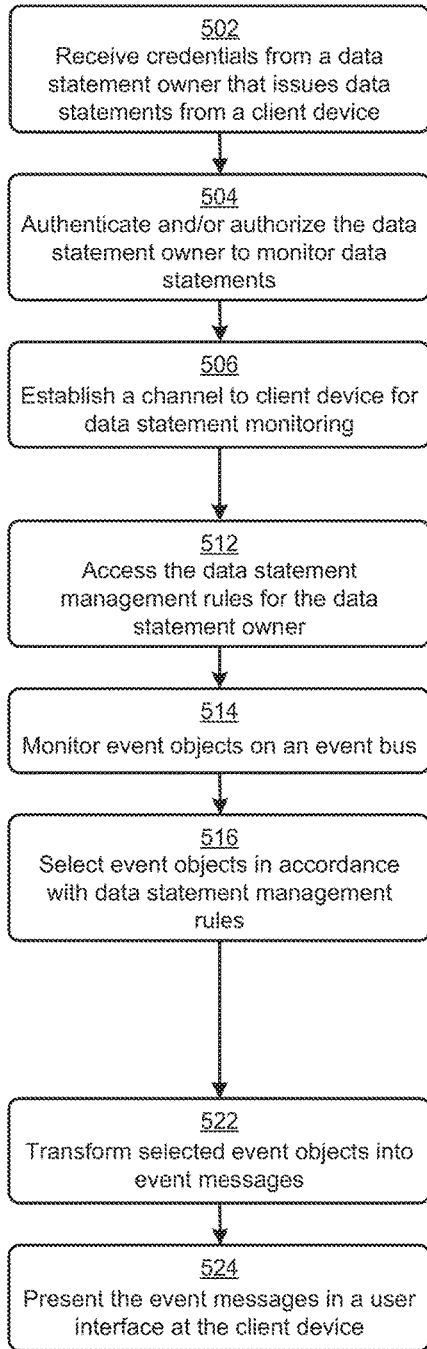 502
Receive credentials from a data
statement owner that issues data
statements from a client device
504
Authenticate and/or authorize the data
statement owner to monitor data
statements
506
Establish a channel to client device for
data statement monitoring
512
Access the data statement
management rules for the data
statement owner
514
Monitor event objects on an event bus
516
Select event objects in accordance
with data statement management
rules
522
Transform selected event objects into
event messages
524
Present the event messages in a user
interface at the client device